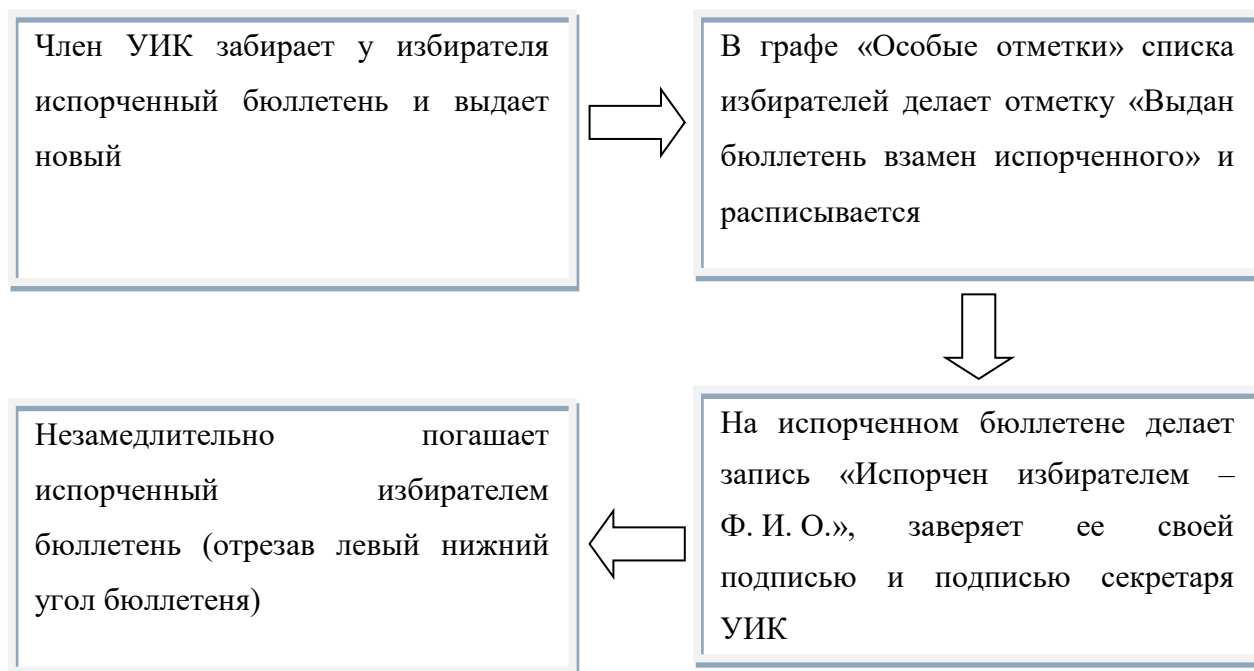 Член УИК забирает у избирателя
испорченный бюллетень и выдает
новый
В графе «Особые отметки» списка
избирателей делает отметку «Выдан
бюллетень взамен испорченного» и
расписывается
На испорченном бюллетене делает
запись «Испорчен избирателем –
Ф. И. О.», заверяет ее своей
подписью и подписью секретаря
УИК
Незамедлительно погашает
испорченный избирателем
бюллетень (отрезав левый нижний
угол бюллетеня)